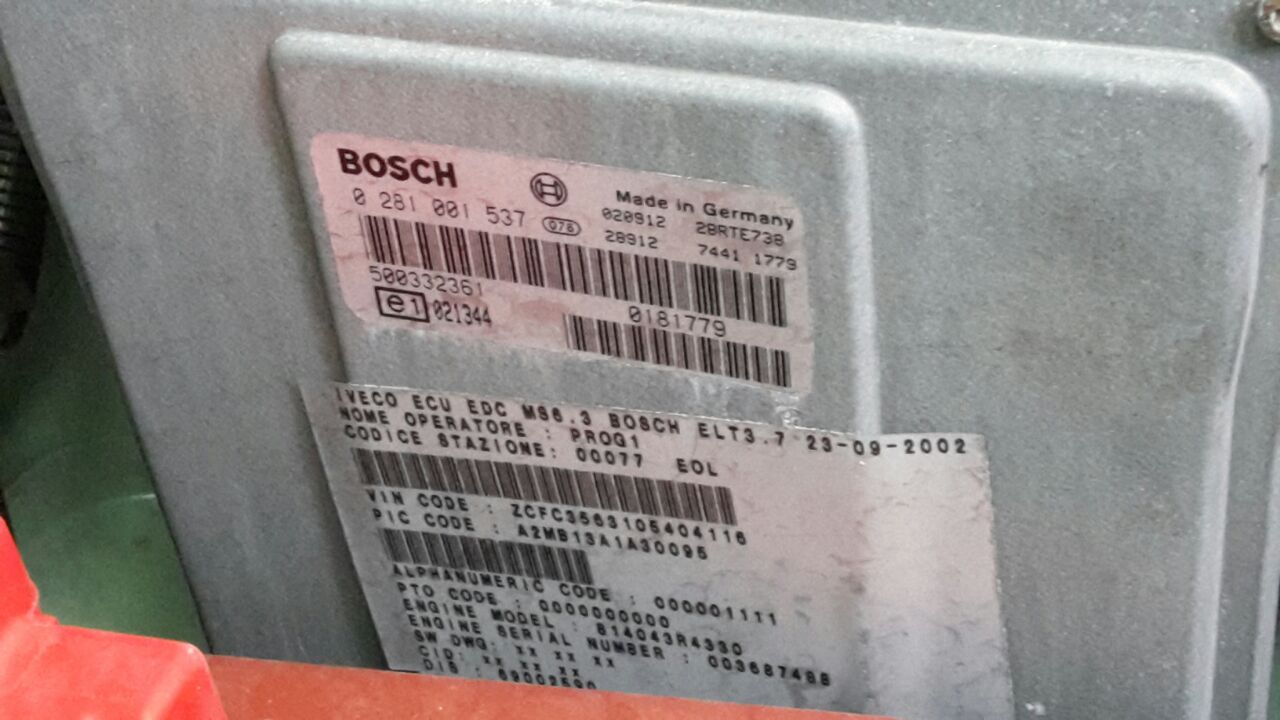 BOSCH
Made in Germany
0 281 001 537 078 020912 28RTE738
28912 7441 1779
500332361
e1 021344 0181779
IVECO ECU EDC MS6.3 BOSCH ELT3.7 23-09-2002
NOME OPERATORE : PROG1
CODICE STAZIONE: 00077 EOL
VIN CODE : ZCFC3563105404116
PIC CODE : A2MB13A1A30095
ALPHANUMERIC CODE : 000001111
PTO CODE : 0000000000
ENGINE MODEL : 814043R4330
ENGINE SERIAL NUMBER : 003687488
SW DWG: XX XX XX
CID: XX XX XX
DIS : 69002590